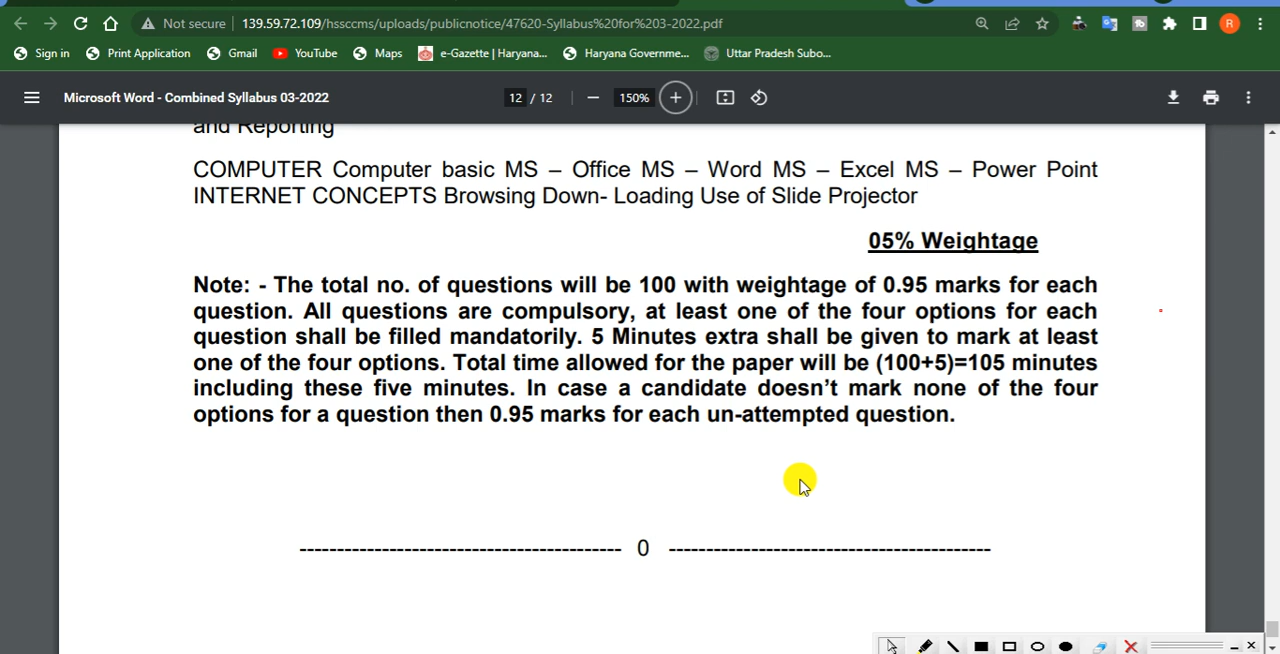 Not secure | 139.59.72.109/hssccms/uploads/publicnotice/47620-Syllabus%20for%203-2022.pdf
R
Sign in Print Application Gmail YouTube Maps e-Gazette | Haryana... Haryana Governme... Uttar Pradesh Subo...
Microsoft Word - Combined Syllabus 03-2022 12 / 12 150%
and Reporting
COMPUTER Computer basic MS – Office MS – Word MS – Excel MS – Power Point
INTERNET CONCEPTS Browsing Down- Loading Use of Slide Projector
05% Weightage
Note: - The total no. of questions will be 100 with weightage of 0.95 marks for each
question. All questions are compulsory, at least one of the four options for each
question shall be filled mandatorily. 5 Minutes extra shall be given to mark at least
one of the four options. Total time allowed for the paper will be (100+5)=105 minutes
including these five minutes. In case a candidate doesn’t mark none of the four
options for a question then 0.95 marks for each un-attempted question.
------------------------------------------- 0 -------------------------------------------